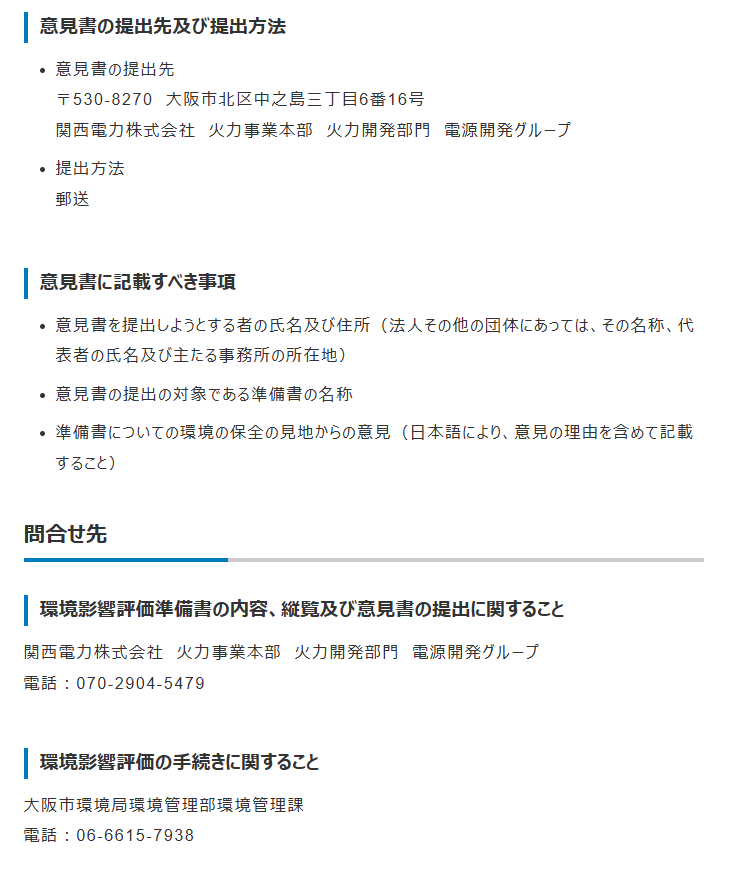 意見書の提出先及び提出方法
意見書の提出先
〒530-8270　大阪市北区中之島三丁目6番16号
関西電力株式会社　火力事業本部　火力開発部門　電源開発グループ
提出方法
郵送
意見書に記載すべき事項
意見書を提出しようとする者の氏名及び住所（法人その他の団体にあっては、その名称、代
表者の氏名及び主たる事務所の所在地）
意見書の提出の対象である準備書の名称
準備書についての環境の保全の見地からの意見（日本語により、意見の理由を含めて記載
すること）
問合せ先
環境影響評価準備書の内容、縦覧及び意見書の提出に関すること
関西電力株式会社　火力事業本部　火力開発部門　電源開発グループ
電話：070-2904-5479
環境影響評価の手続きに関すること
大阪市環境局環境管理部環境管理課
電話：06-6615-7938